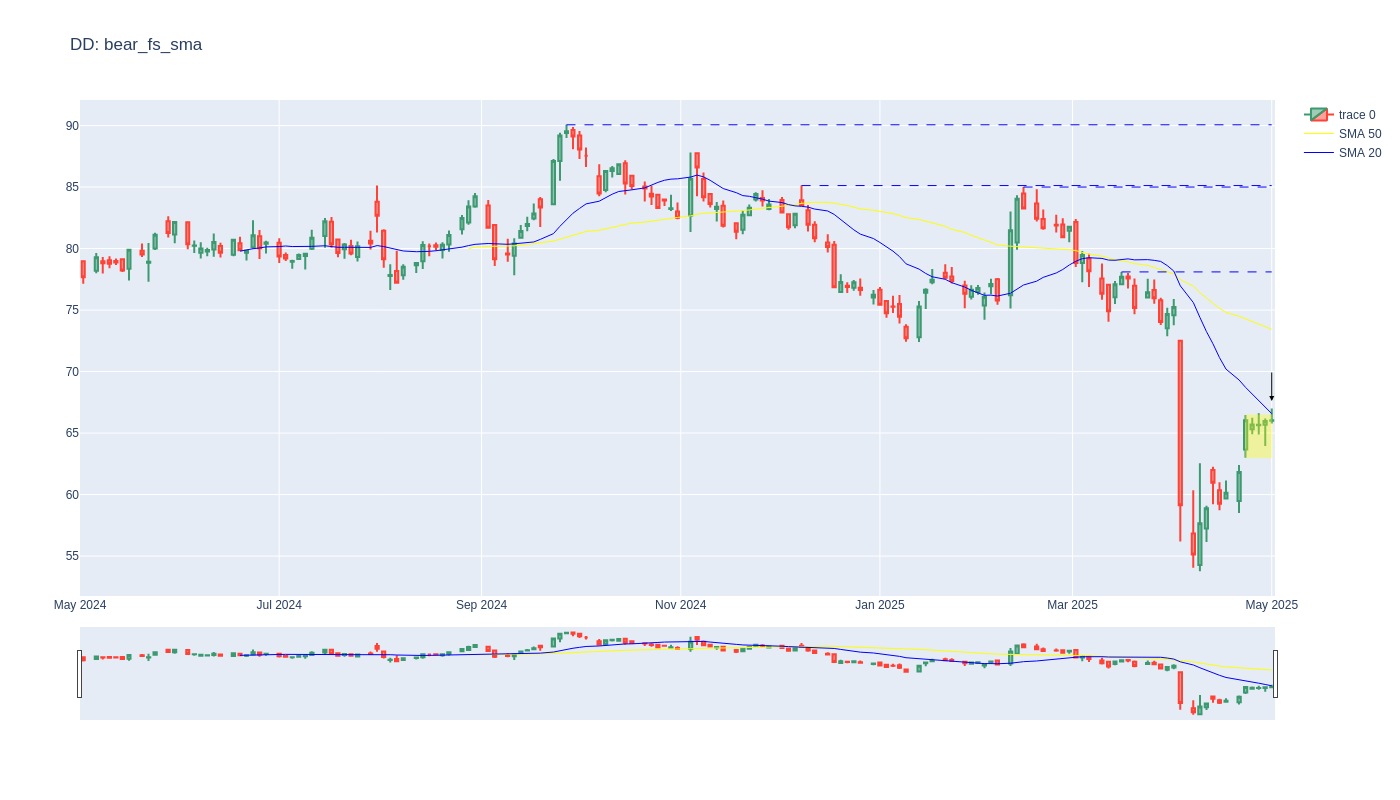 DD: bear_fs_sma
trace 0
SMA 50
SMA 20
90
85
80
75
70
65
60
55
May 2024
Jul 2024
Sep 2024
Nov 2024
Jan 2025
Mar 2025
May 2025